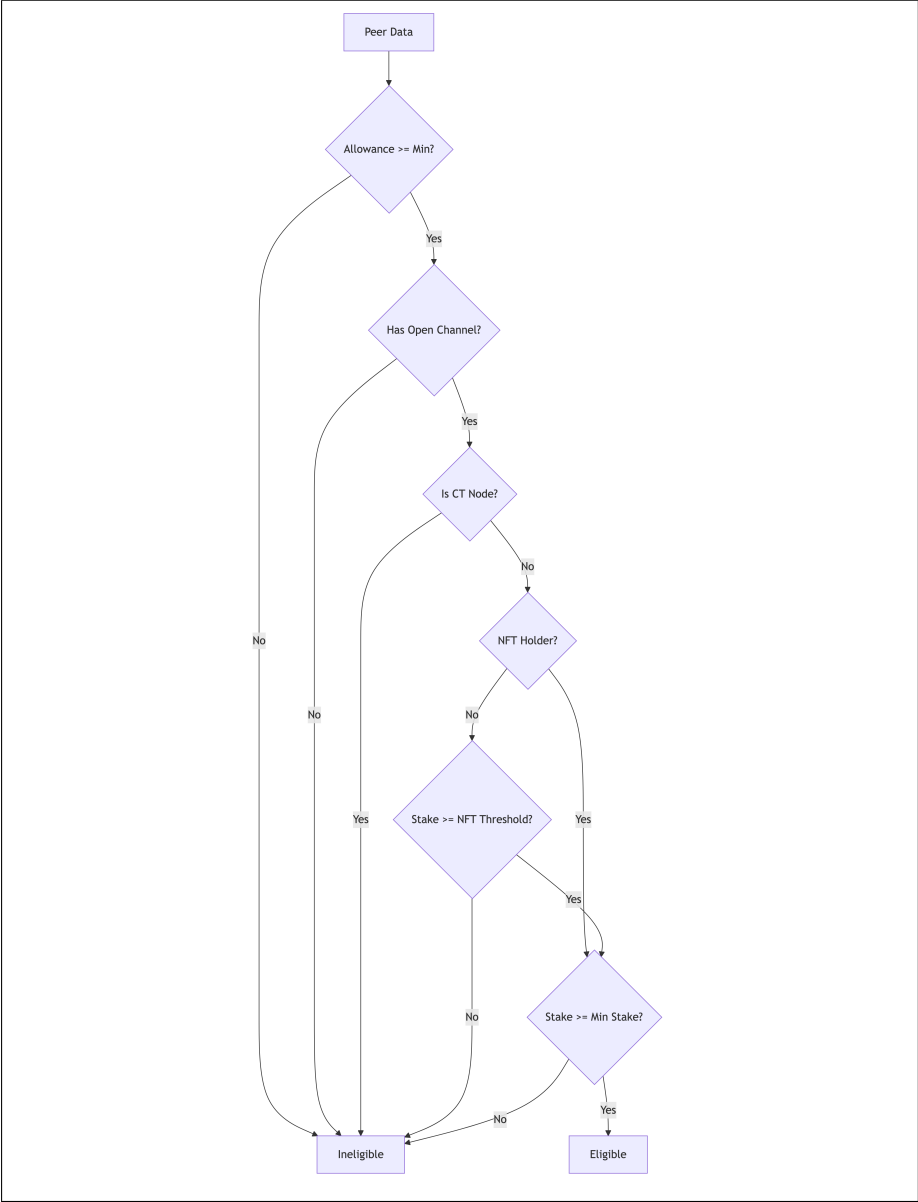 Peer Data
Allowance >= Min?
Yes
Has Open Channel?
Yes
Is CT Node?
No
NFT Holder?
No
No
No
Stake >= NFT Threshold?
Yes
Yes
Yes
No
Stake >= Min Stake?
Yes
No
Ineligible
Eligible